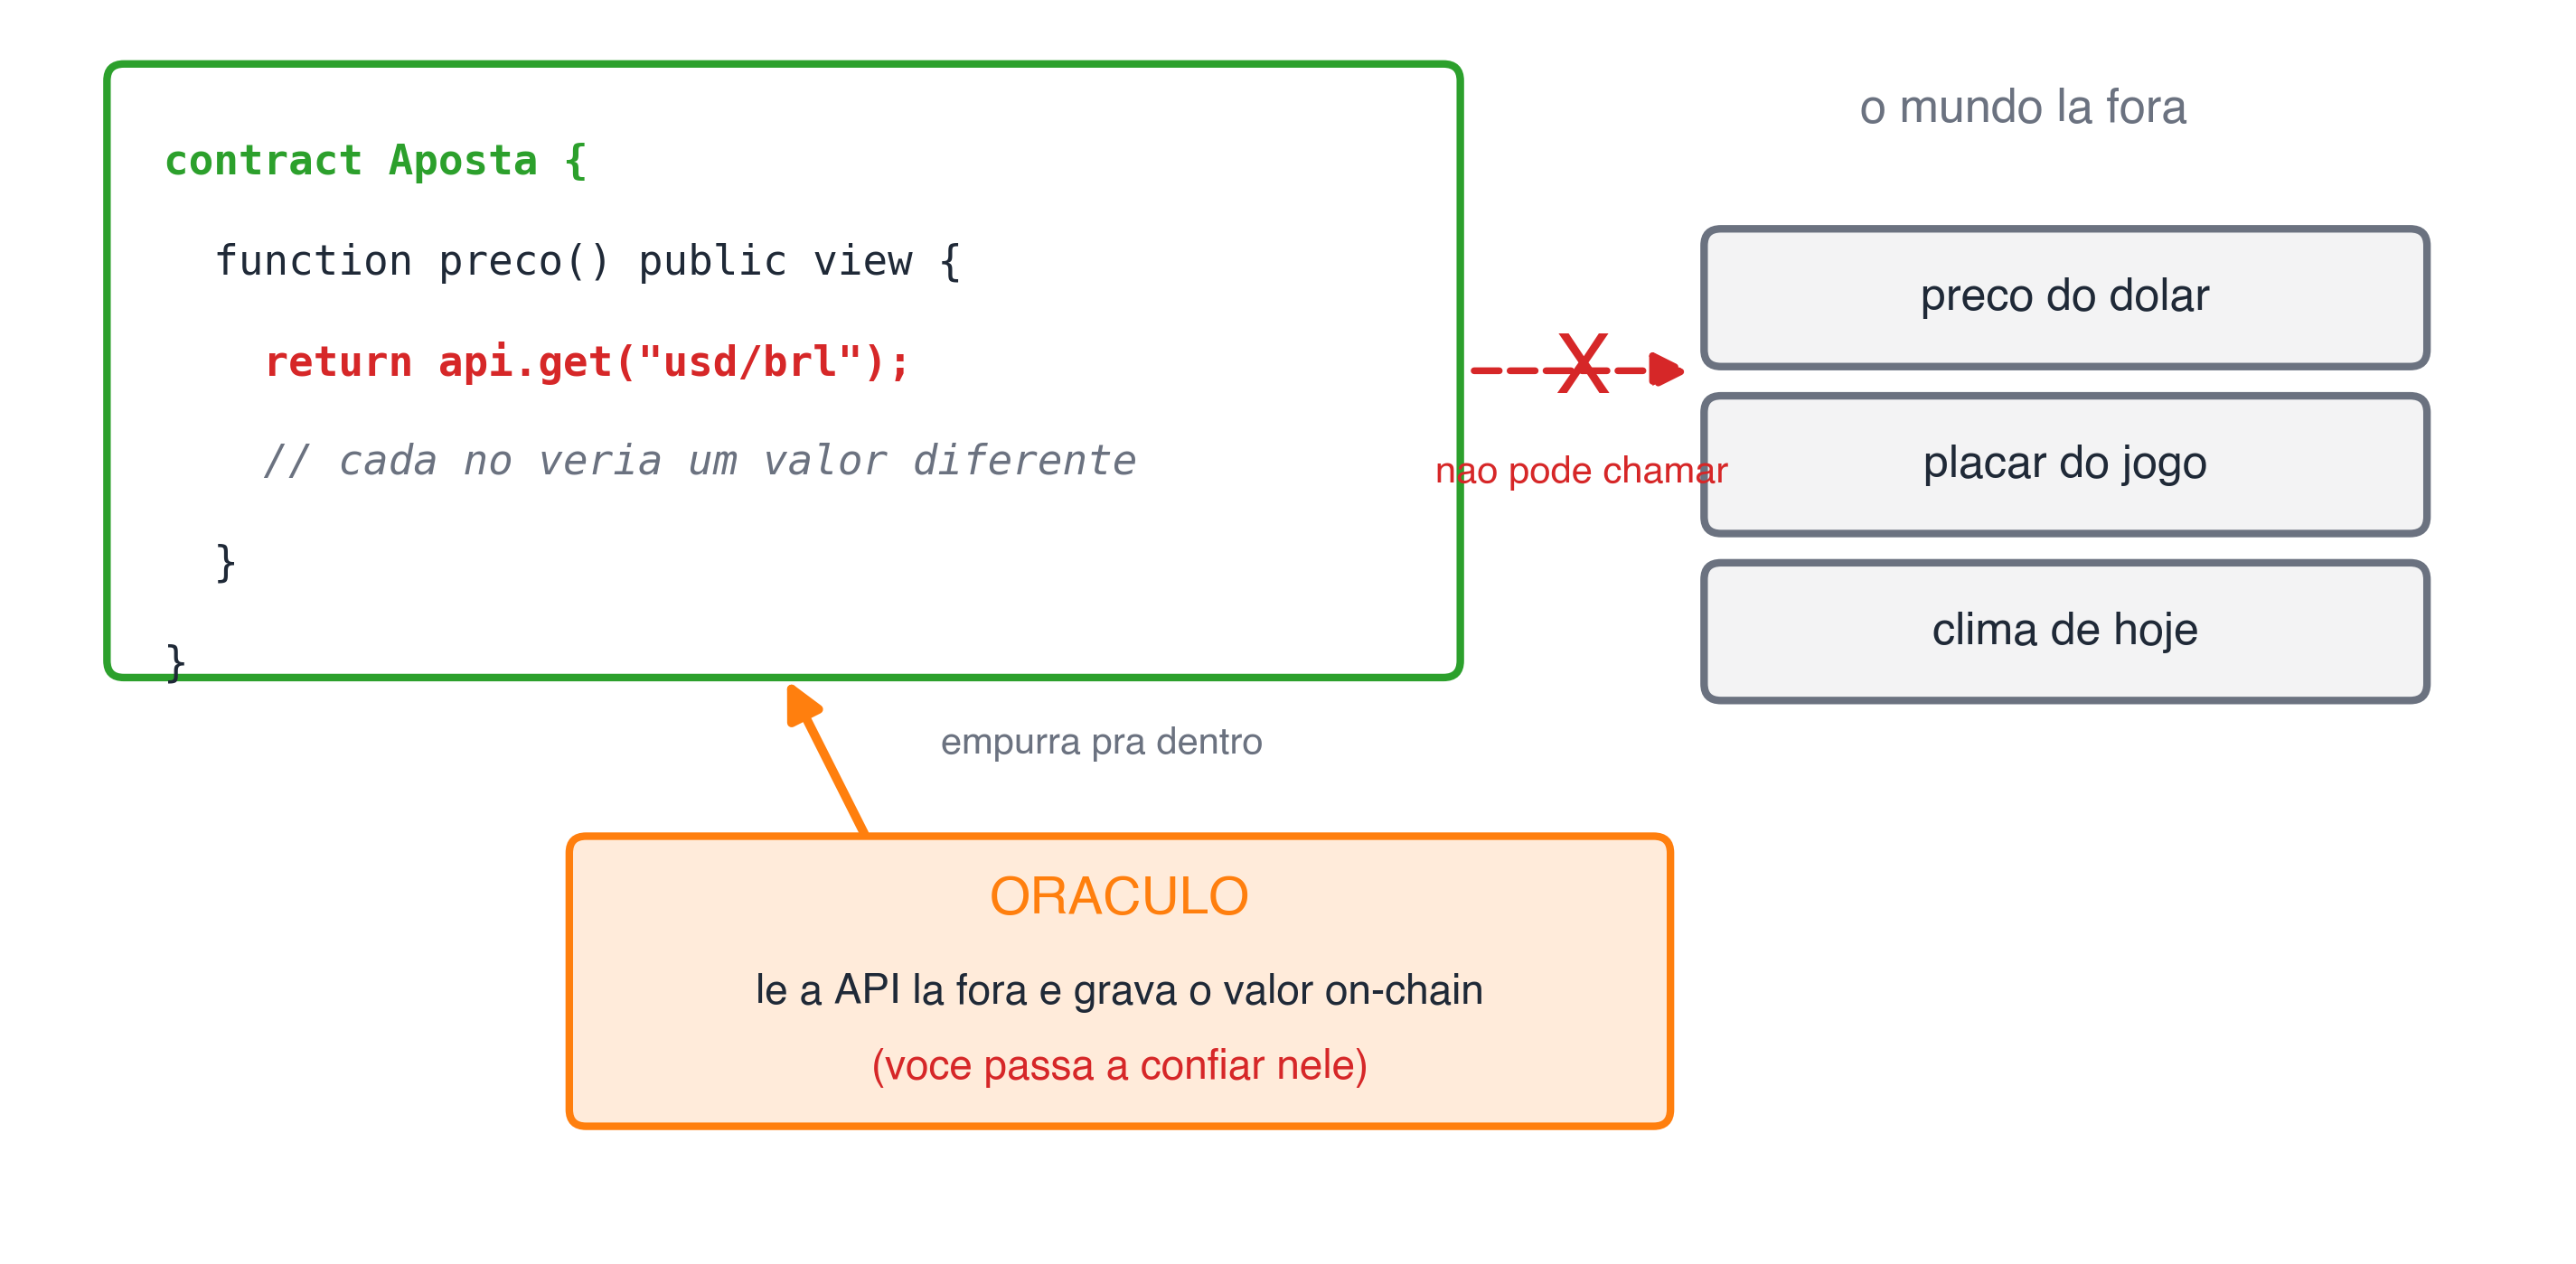 contract Aposta {
function preco() public view {
return api.get("usd/brl");
// cada no veria um valor diferente
}
}
o mundo la fora
preco do dolar
X
nao pode chamar
placar do jogo
clima de hoje
empurra pra dentro
ORACULO
le a API la fora e grava o valor on-chain
(voce passa a confiar nele)